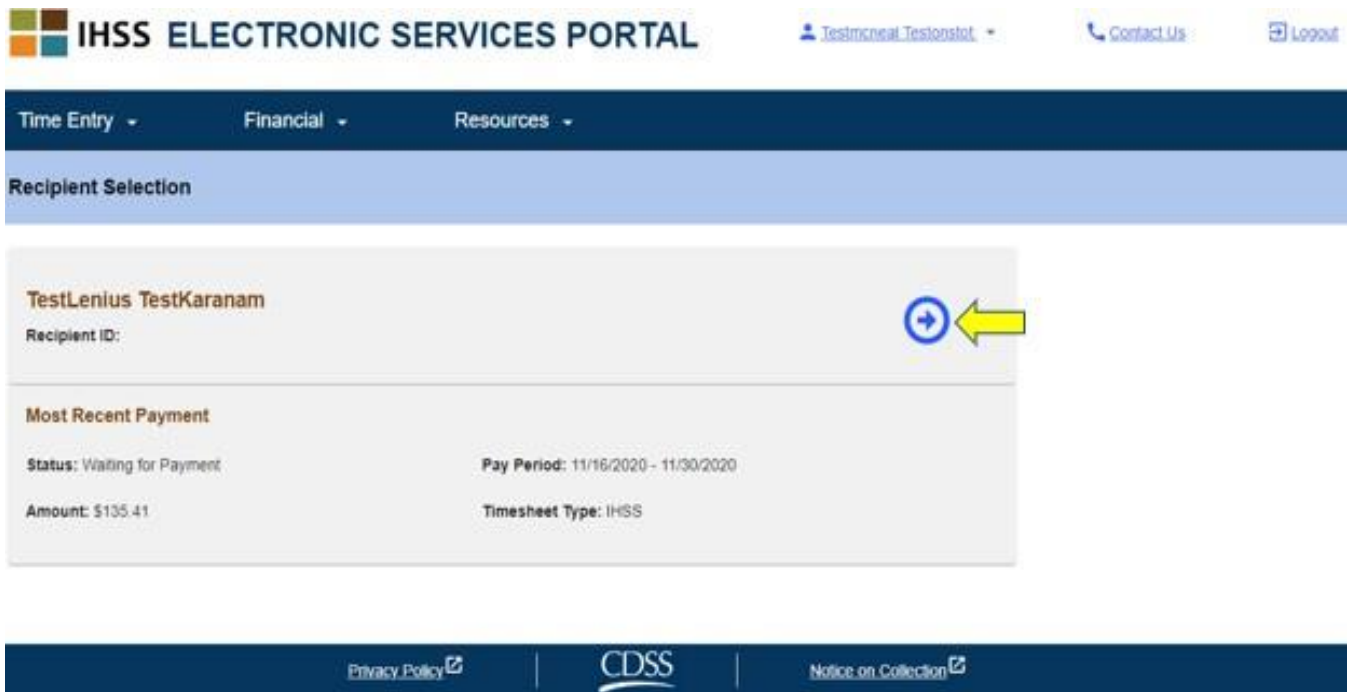 IHSS ELECTRONIC SERVICES PORTAL Testmcneal Testonstot Contact Us Logout
Time Entry Financial Resources
Recipient Selection
TestLenius TestKaranam
Recipient ID:
Most Recent Payment
Status: Waiting for Payment Pay Period: 11/16/2020 - 11/30/2020
Amount: $135.41 Timesheet Type: IHSS
Privacy Policy CDSS Notice on Collection